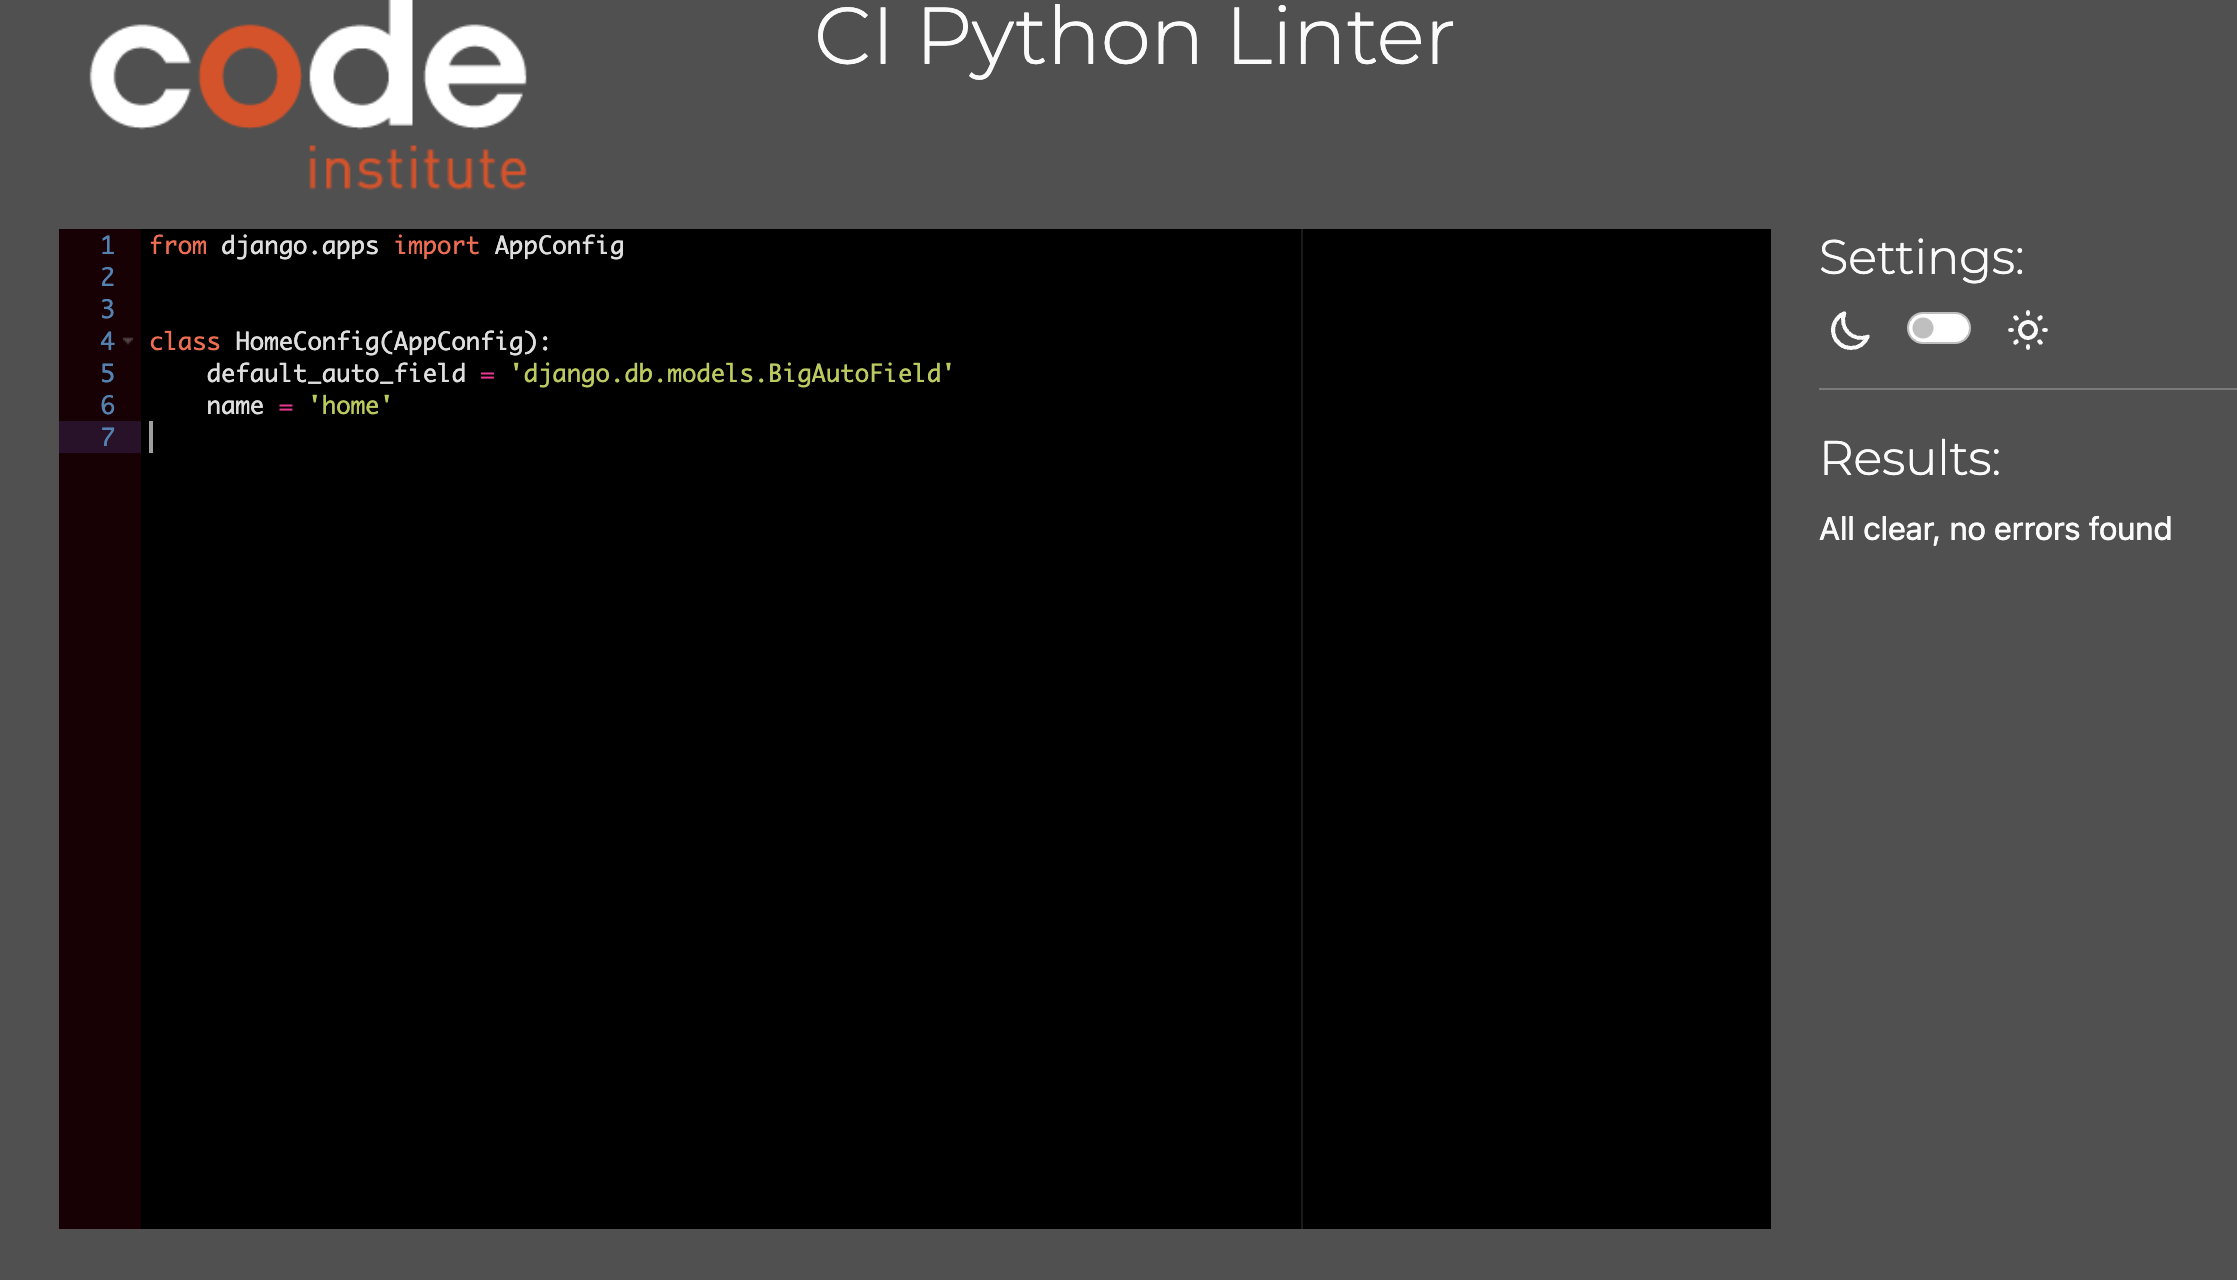 code
institute
CI Python Linter
1 from django.apps import AppConfig
2
3
4 class HomeConfig(AppConfig):
5     default_auto_field = 'django.db.models.BigAutoField'
6     name = 'home'
7
Settings:
Results:
All clear, no errors found